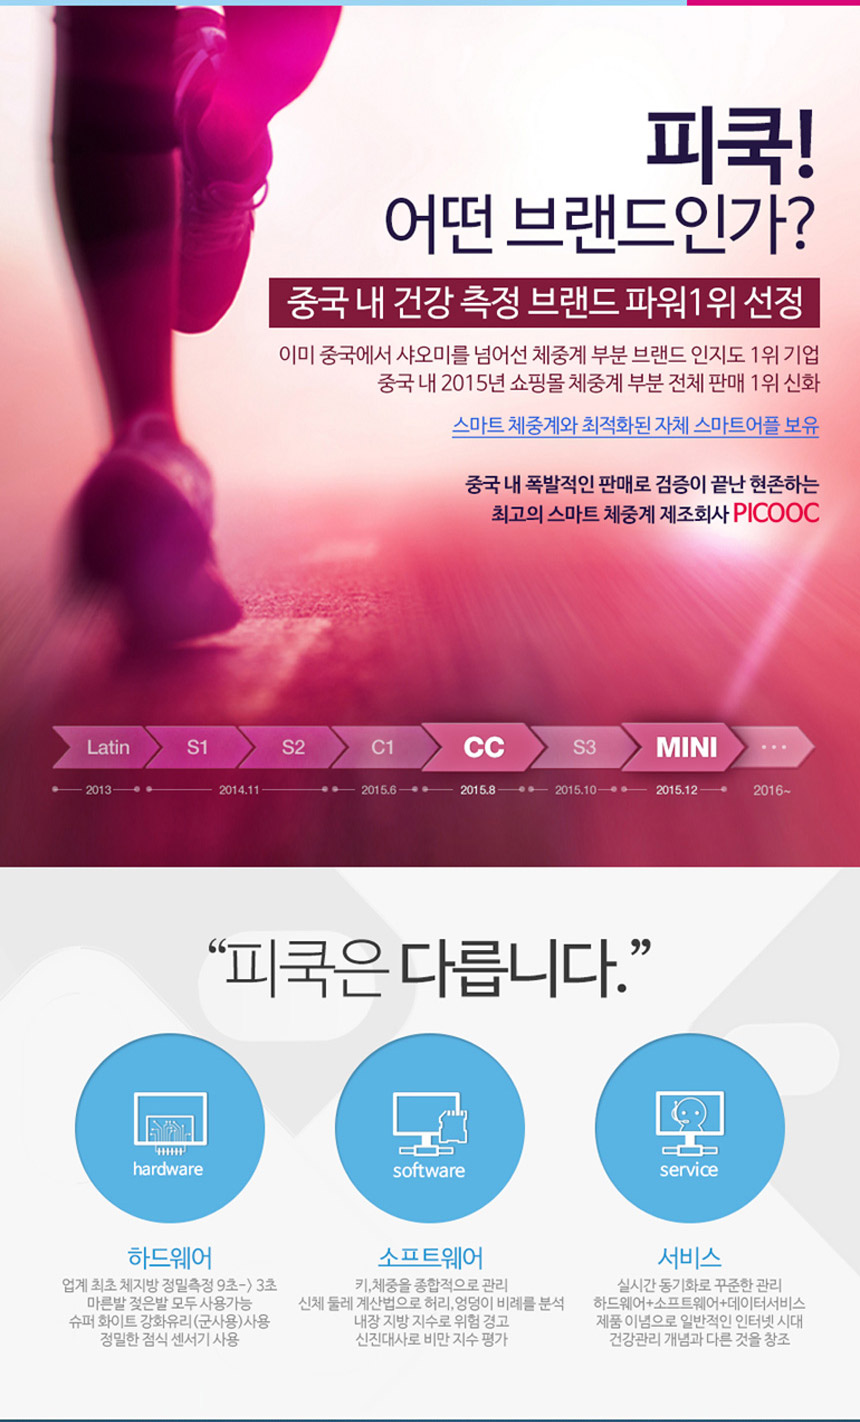 피쿡!
어떤 브랜드인가?
중국 내 건강 측정 브랜드 파워1위 선정
이미 중국에서 샤오미를 넘어선 체중계 부분 브랜드 인지도 1위 기업
중국 내 2015년 쇼핑몰 체중계 부분 전체 판매 1위 신화
스마트 체중계와 최적화된 자체 스마트어플 보유
중국 내 폭발적인 판매로 검증이 끝난 현존하는
최고의 스마트 체중계 제조회사 PICOOC
Latin S1 S2 C1 CC S3 MINI ...
2013 2014.11 2015.6 2015.8 2015.10 2015.12 2016~
“피쿡은 다릅니다.”
hardware
software
service
하드웨어
업계 최초 체지방 정밀측정 9초-> 3초
마른발 젖은발 모두 사용가능
슈퍼 화이트 강화유리(군사용)사용
정밀한 점식 센서기 사용
소프트웨어
키,체중을 종합적으로 관리
신체 둘레 계산법으로 허리,엉덩이 비례를 분석
내장 지방 지수로 위험 경고
신진대사로 비만 지수 평가
서비스
실시간 동기화로 꾸준한 관리
하드웨어+소프트웨어+데이터서비스
제품 이념으로 일반적인 인터넷 시대
건강관리 개념과 다른 것을 창조